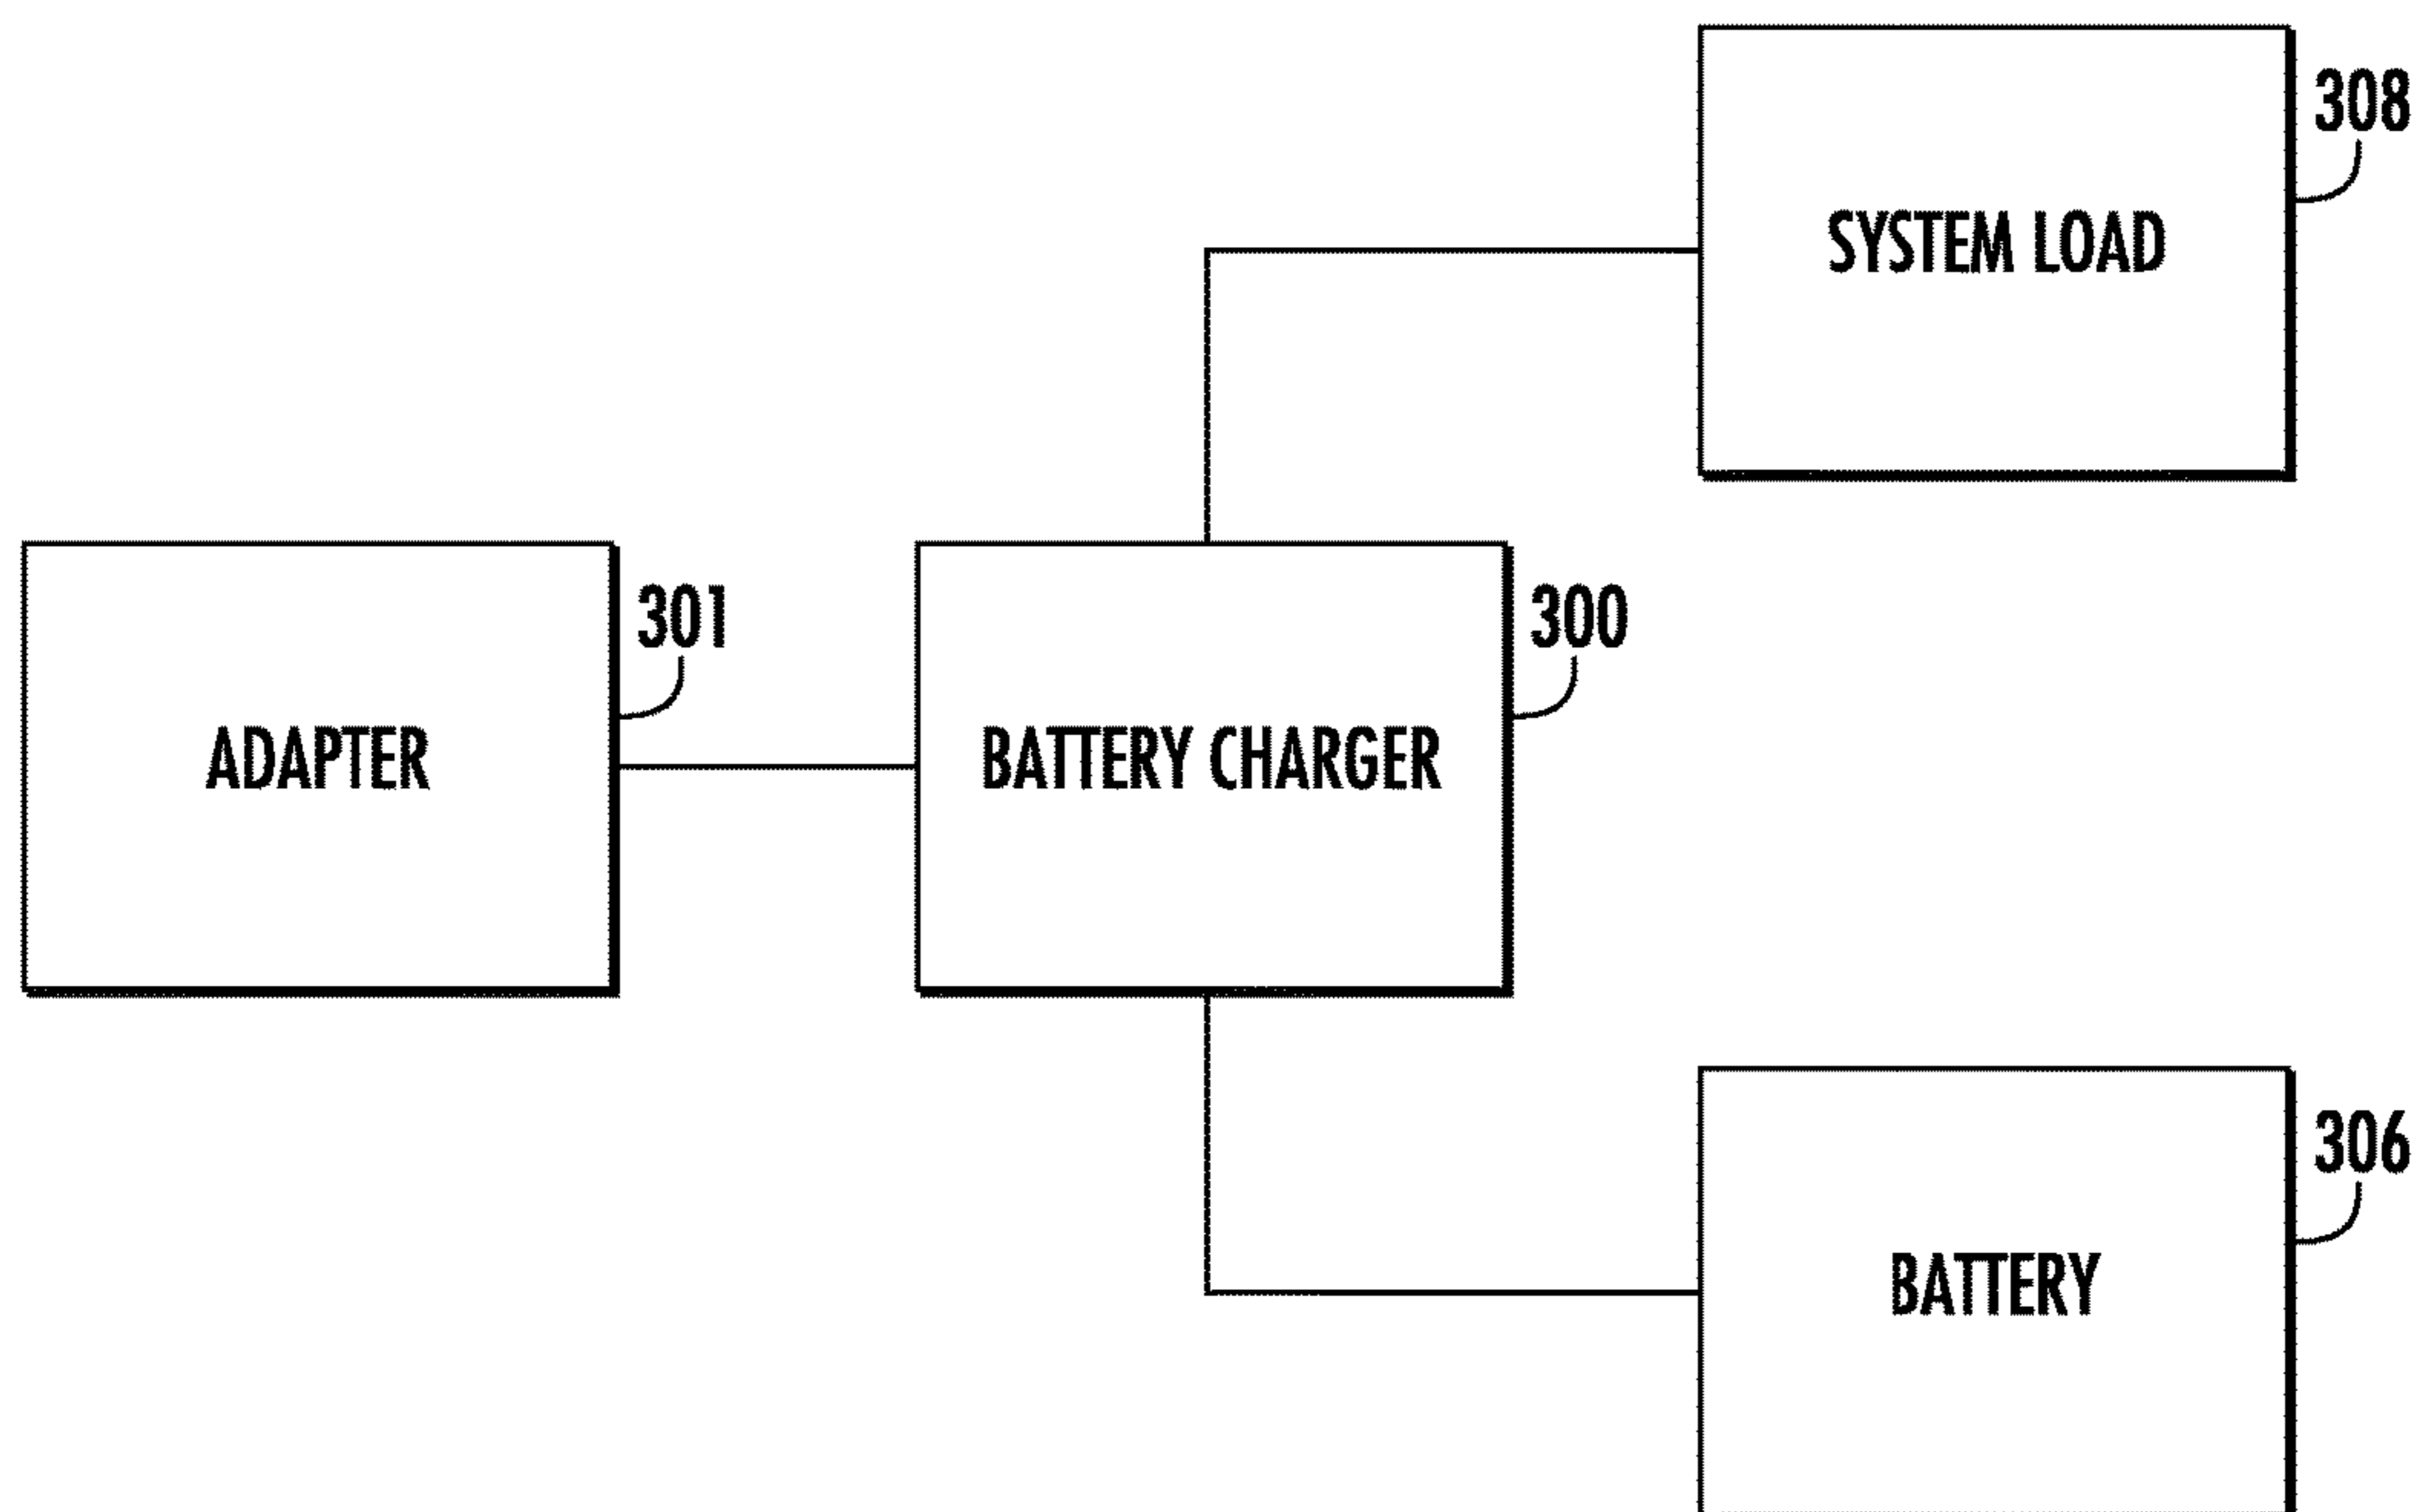 308
SYSTEM LOAD
301
300
ADAPTER
BATTERY CHARGER
306
BATTERY